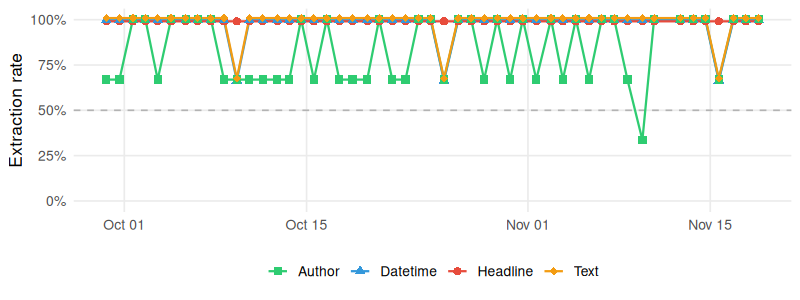 Extraction rate
100%
75%
50%
25%
0%
Oct 01 Oct 15 Nov 01 Nov 15
Author Datetime Headline Text